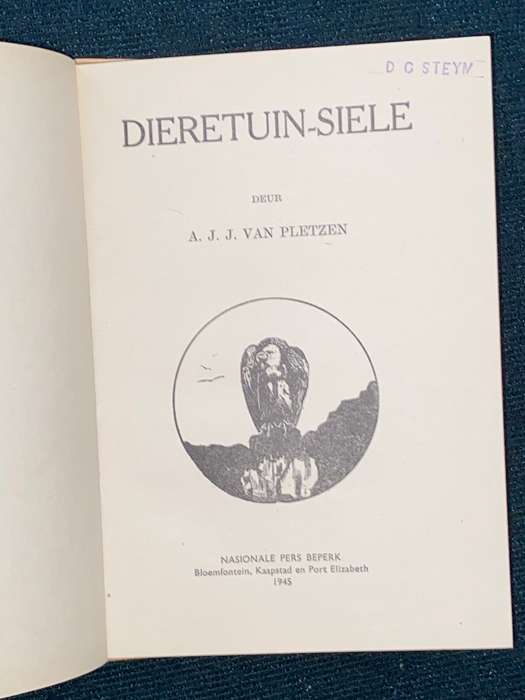 D G STEYN
DIERETUIN-SIELE
DEUR
A. J. J. VAN PLETZEN
NASIONALE PERS BEPERK
Bloemfontein, Kaapstad en Port Elizabeth
1945